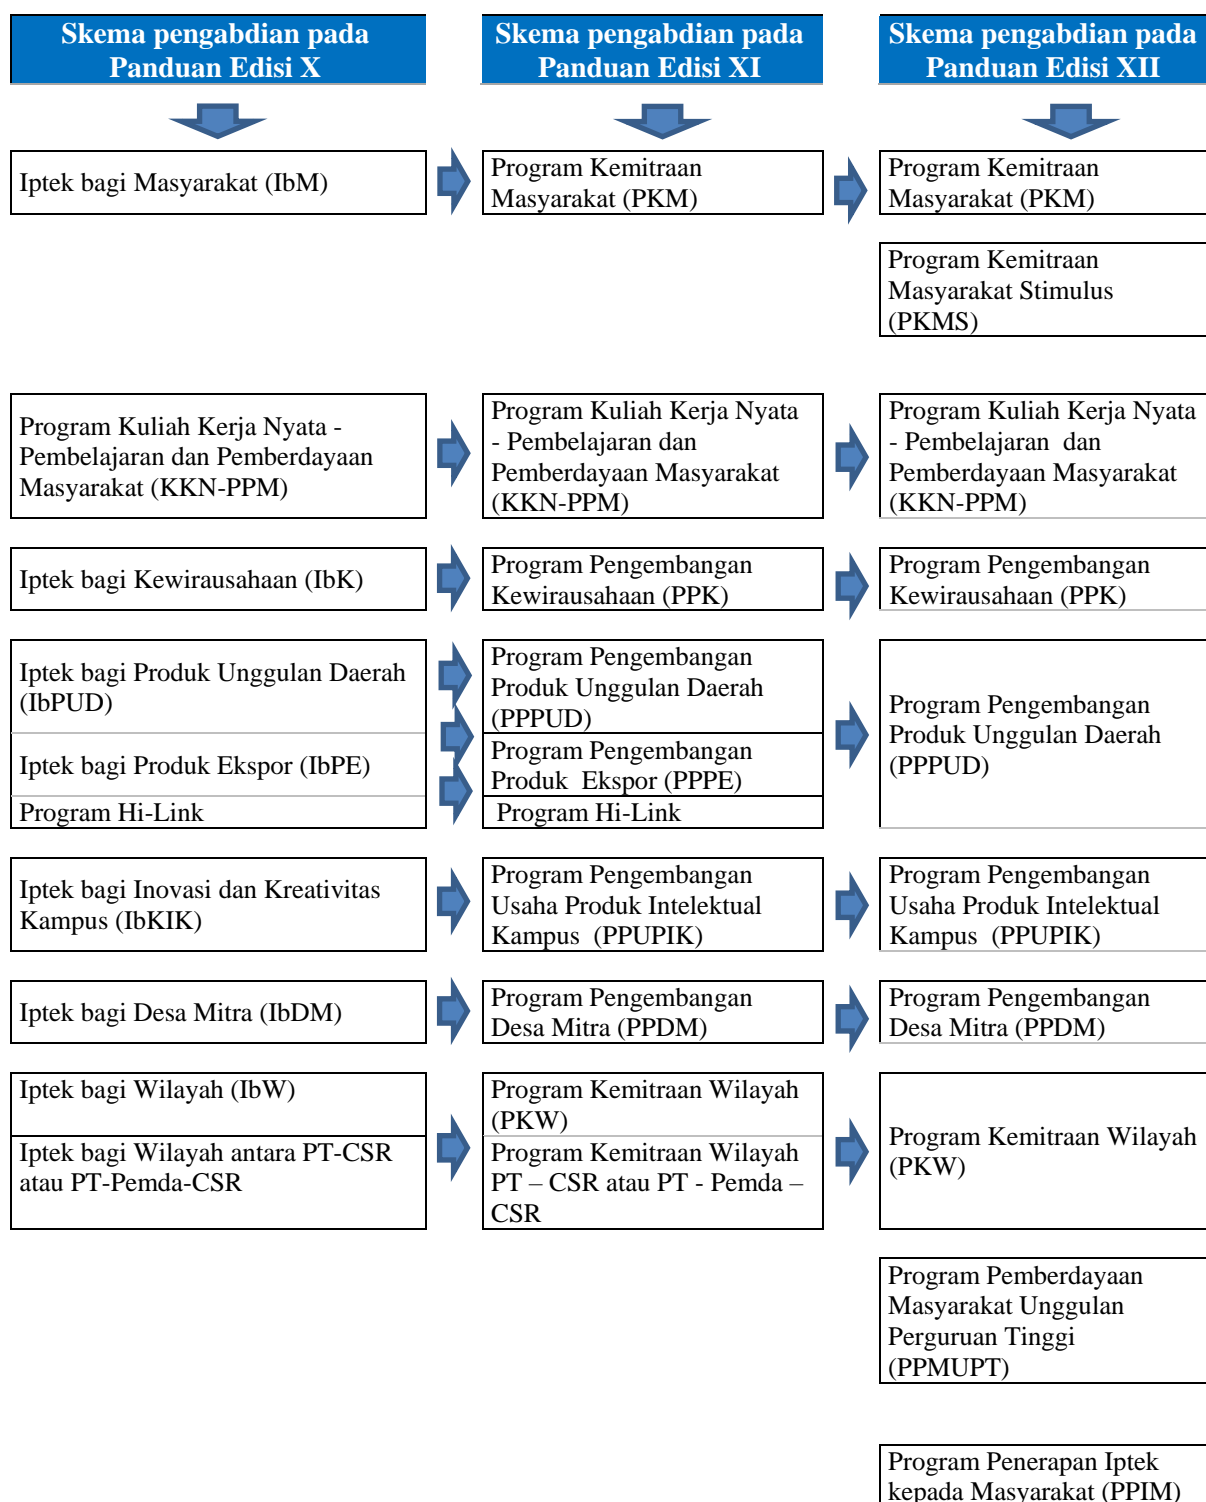 Skema pengabdian pada
Panduan Edisi X
Skema pengabdian pada
Panduan Edisi XI
Skema pengabdian pada
Panduan Edisi XII
Iptek bagi Masyarakat (IbM)
Program Kemitraan
Masyarakat (PKM)
Program Kemitraan
Masyarakat (PKM)
Program Kemitraan
Masyarakat Stimulus
(PKMS)
Program Kuliah Kerja Nyata -
Pembelajaran dan Pemberdayaan
Masyarakat (KKN-PPM)
Program Kuliah Kerja Nyata
- Pembelajaran dan
Pemberdayaan Masyarakat
(KKN-PPM)
Program Kuliah Kerja Nyata
- Pembelajaran dan
Pemberdayaan Masyarakat
(KKN-PPM)
Iptek bagi Kewirausahaan (IbK)
Program Pengembangan
Kewirausahaan (PPK)
Program Pengembangan
Kewirausahaan (PPK)
Iptek bagi Produk Unggulan Daerah
(IbPUD)
Program Pengembangan
Produk Unggulan Daerah
(PPPUD)
Program Pengembangan
Produk Unggulan Daerah
(PPPUD)
Iptek bagi Produk Ekspor (IbPE)
Program Pengembangan
Produk Ekspor (PPPE)
Program Hi-Link
Program Hi-Link
Iptek bagi Inovasi dan Kreativitas
Kampus (IbKIK)
Program Pengembangan
Usaha Produk Intelektual
Kampus (PPUPIK)
Program Pengembangan
Usaha Produk Intelektual
Kampus (PPUPIK)
Iptek bagi Desa Mitra (IbDM)
Program Pengembangan
Desa Mitra (PPDM)
Program Pengembangan
Desa Mitra (PPDM)
Iptek bagi Wilayah (IbW)
Program Kemitraan Wilayah
(PKW)
Program Kemitraan Wilayah
(PKW)
Iptek bagi Wilayah antara PT-CSR
atau PT-Pemda-CSR
Program Kemitraan Wilayah
PT – CSR atau PT - Pemda –
CSR
Program Pemberdayaan
Masyarakat Unggulan
Perguruan Tinggi
(PPMUPT)
Program Penerapan Iptek
kepada Masyarakat (PPIM)